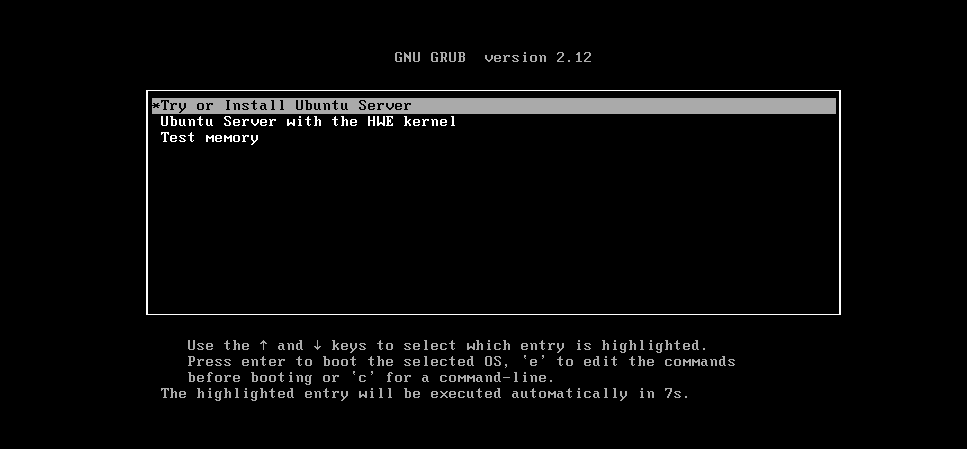 GNU GRUB  version 2.12
*Try or Install Ubuntu Server
Ubuntu Server with the HWE kernel
Test memory
Use the ↑ and ↓ keys to select which entry is highlighted.
Press enter to boot the selected OS, `e' to edit the commands
before booting or `c' for a command-line.
The highlighted entry will be executed automatically in 7s.